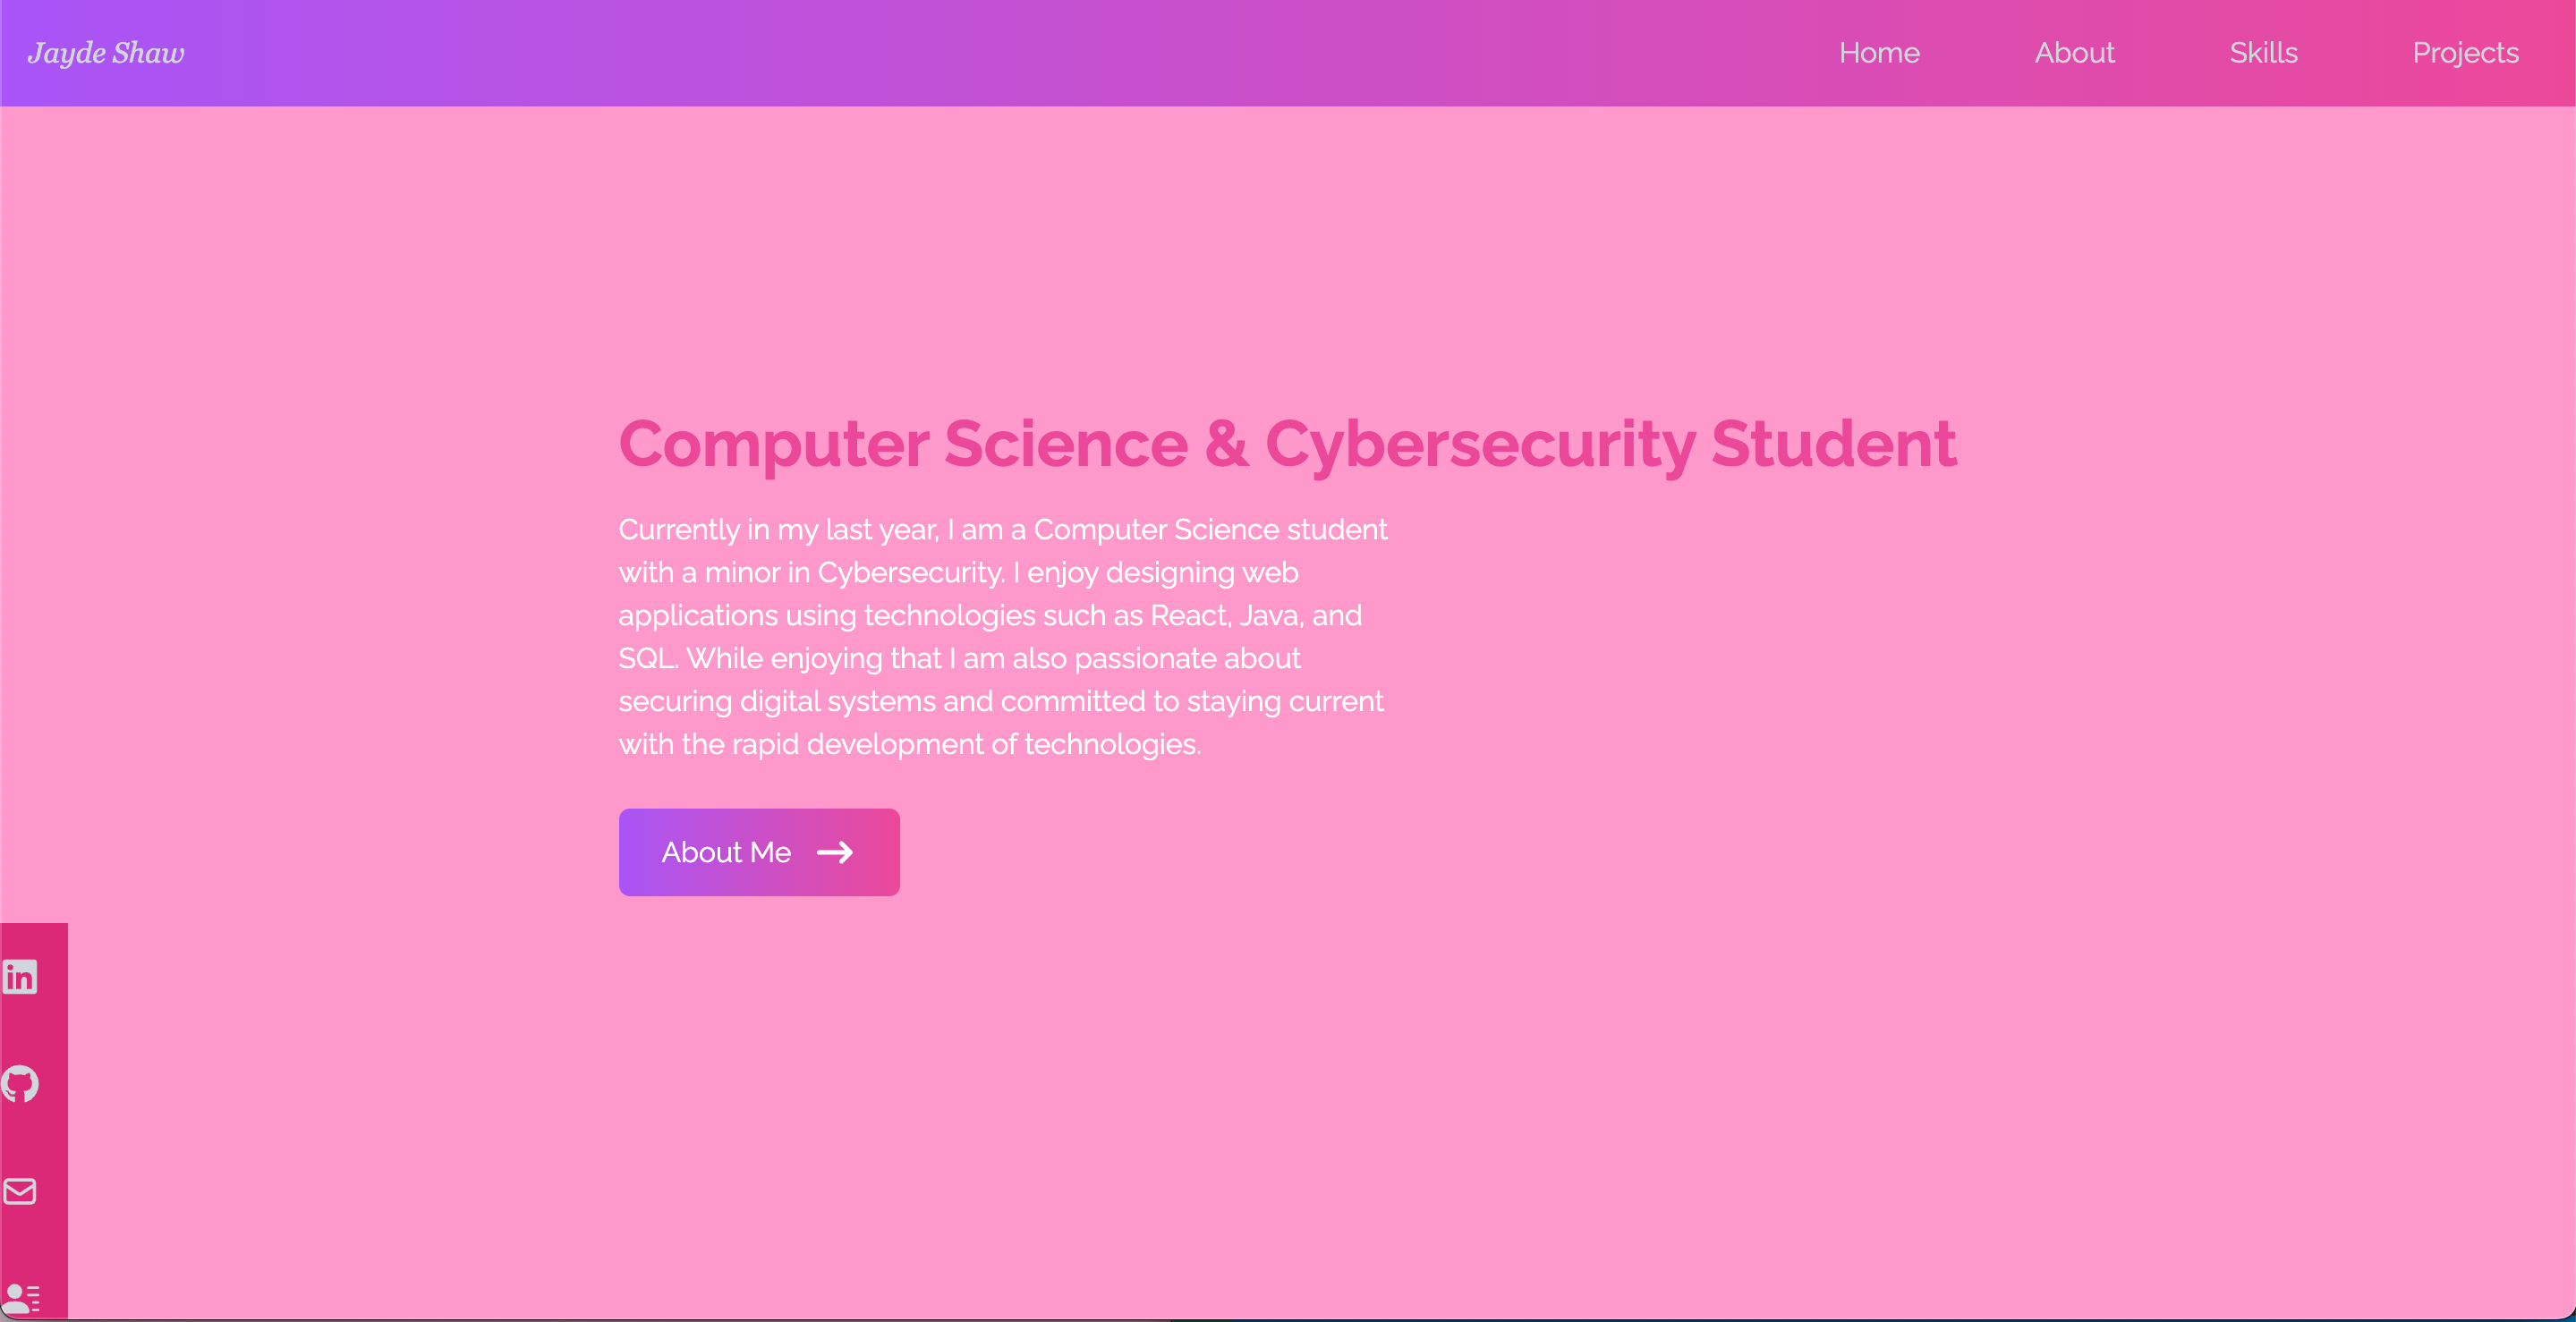 Jayde Shaw
Home
About
Skills
Projects
Computer Science & Cybersecurity Student
Currently in my last year, I am a Computer Science student
with a minor in Cybersecurity. I enjoy designing web
applications using technologies such as React, Java, and
SQL. While enjoying that I am also passionate about
securing digital systems and committed to staying current
with the rapid development of technologies.
About Me
in